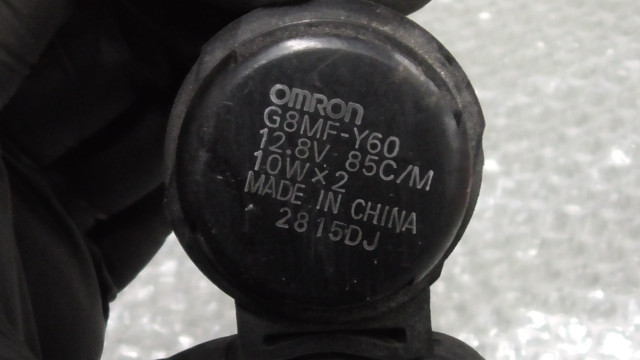 OMRON
G8MF-Y60
12.8V 85C/M
10W×2
MADE IN CHINA
2815DJ